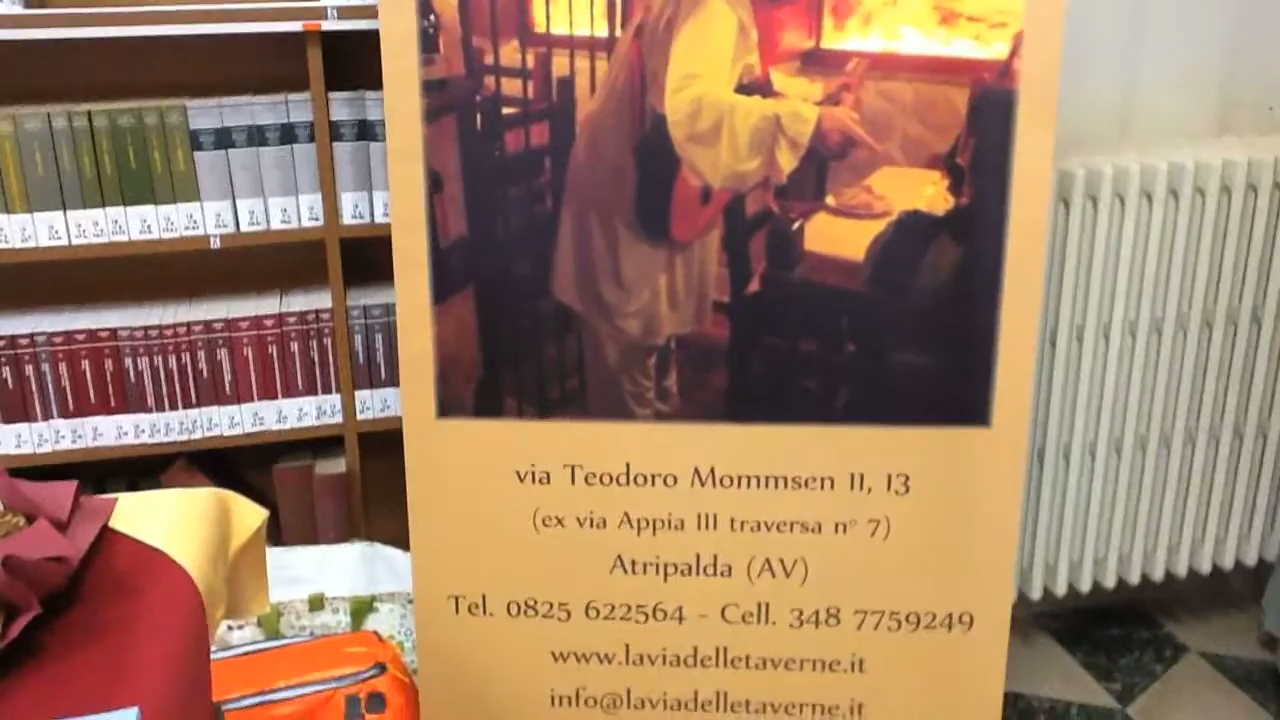 via Teodoro Mommsen 11, 13
(ex via Appia III traversa n° 7)
Atripalda (AV)
Tel. 0825 622564 - Cell. 348 7759249
www.laviadelletaverne.it
info@laviadelletaverne.it